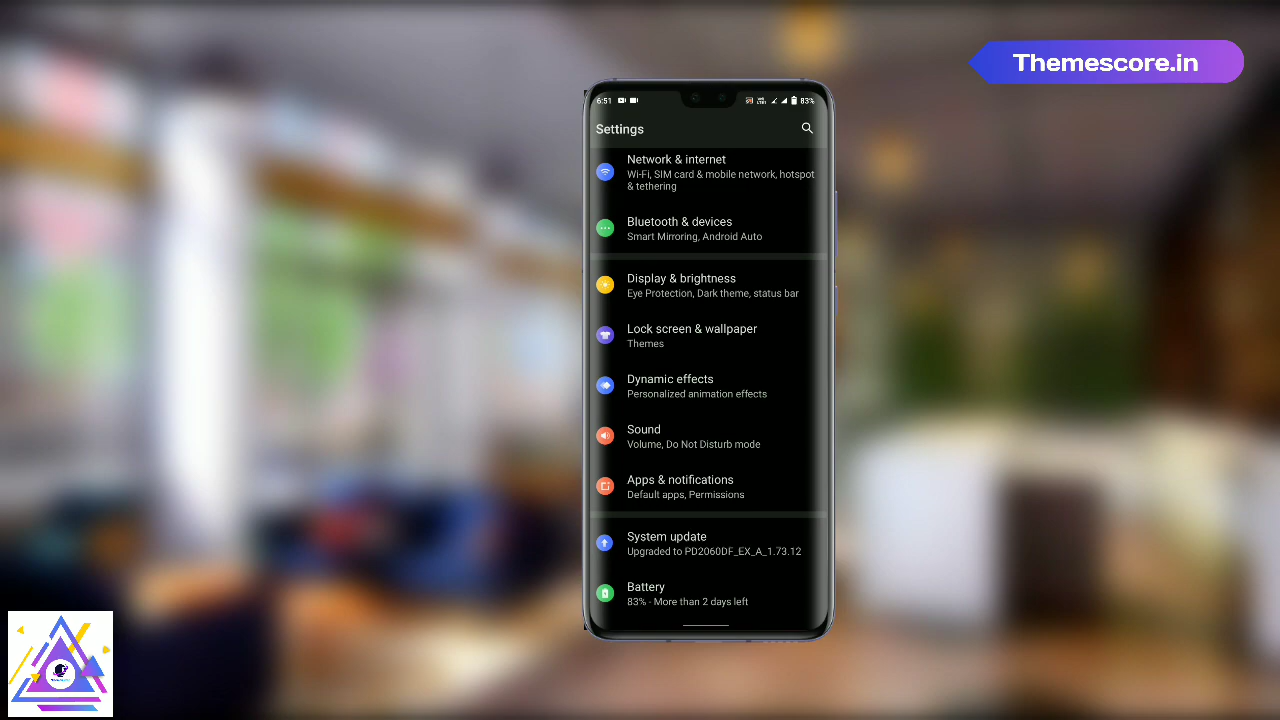 Themescore.in
6:51
83%
Settings
Network & internet
Wi-Fi, SIM card & mobile network, hotspot
& tethering
Bluetooth & devices
Smart Mirroring, Android Auto
Display & brightness
Eye Protection, Dark theme, status bar
Lock screen & wallpaper
Themes
Dynamic effects
Personalized animation effects
Sound
Volume, Do Not Disturb mode
Apps & notifications
Default apps, Permissions
System update
Upgraded to PD2060DF_EX_A_1.73.12
Battery
83% - More than 2 days left